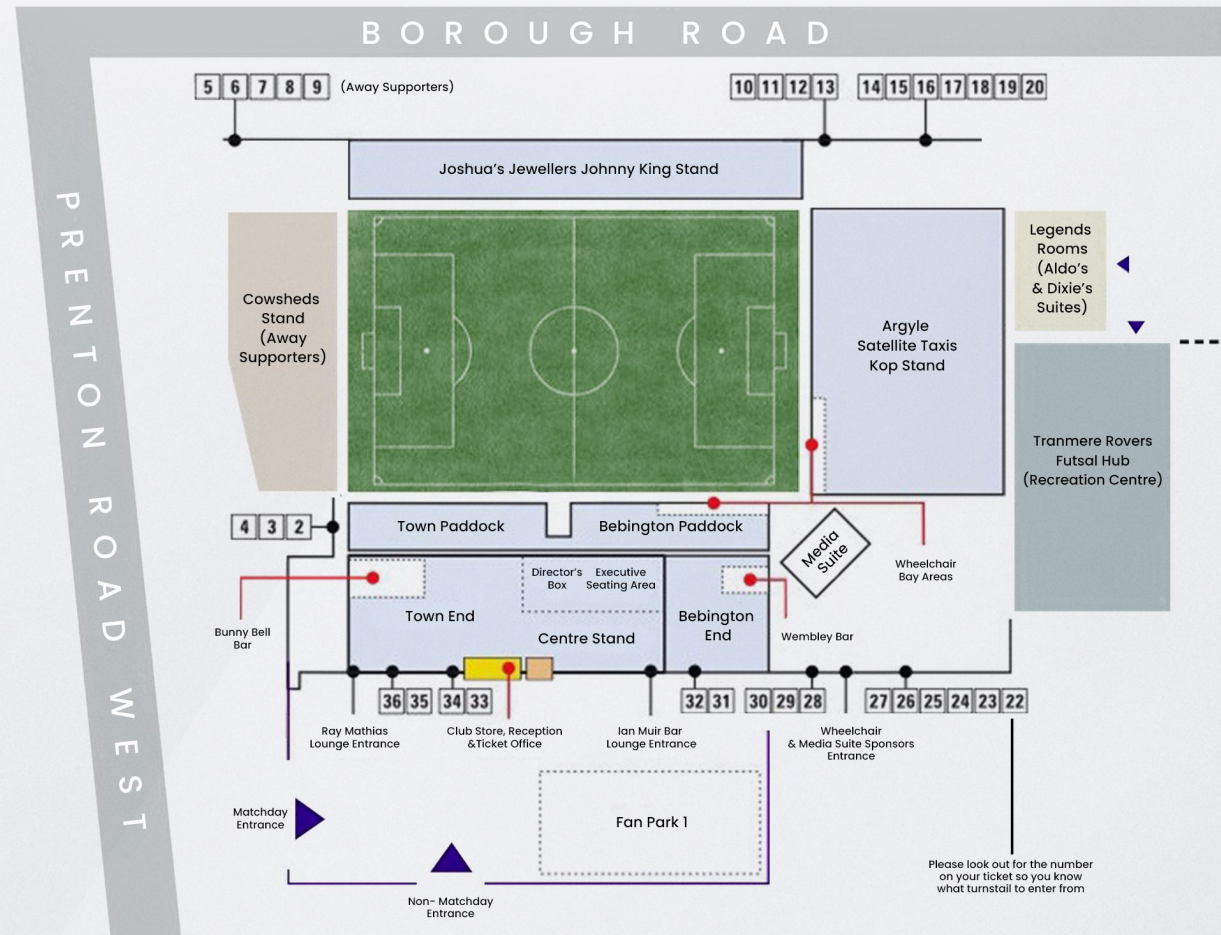 BOROUGH ROAD
5 6 7 8 9 (Away Supporters)
10 11 12 13
14 15 16 17 18 19 20
Joshua's Jewellers Johnny King Stand
PRENTON ROAD WEST
Cowsheds
Stand
(Away
Supporters)
Argyle
Satellite Taxis
Kop Stand
Legends
Rooms
(Aldo's
& Dixie's
Suites)
Tranmere Rovers
Futsal Hub
(Recreation Centre)
4 3 2
Town Paddock
Bebington Paddock
Media
Suite
Wheelchair
Bay Areas
Director's
Box
Executive
Seating Area
Town End
Centre Stand
Bebington
End
Bunny Bell
Bar
Wembley Bar
36 35
34 33
32 31
30 29 28
27 26 25 24 23 22
Ray Mathias
Lounge Entrance
Club Store, Reception
&Ticket Office
Ian Muir Bar
Lounge Entrance
Wheelchair
& Media Suite Sponsors
Entrance
Matchday
Entrance
Fan Park 1
Non- Matchday
Entrance
Please look out for the number
on your ticket so you know
what turnstail to enter from